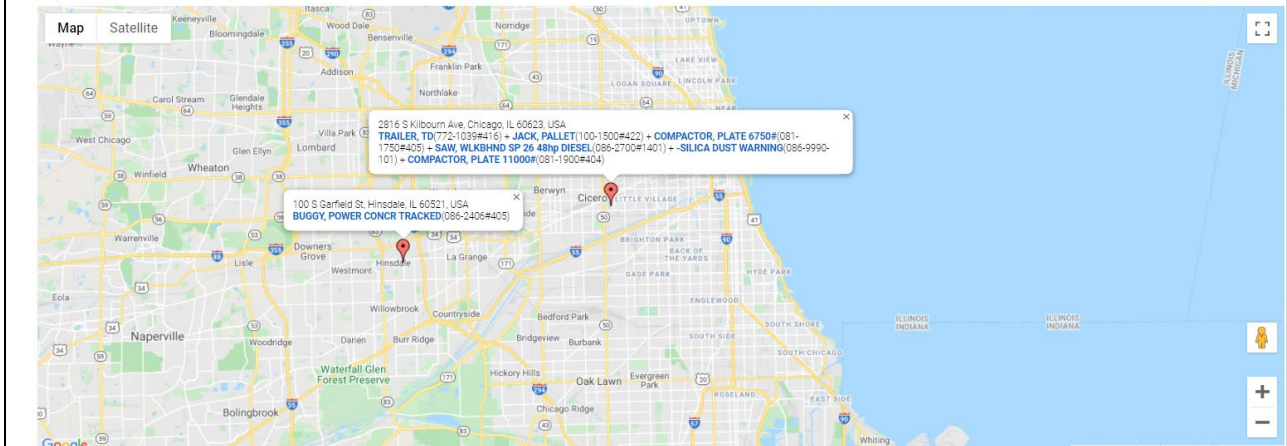 Map Satellite
Itasca
Keeneyville
Wood Dale
Bloomingdale
Bensenville
Norridge
UPTOWN
Wayne
Addison
Franklin Park
LAKE VIEW
LOGAN SQUARE
LINCOLN PARK
Northlake
Carol Stream
Glendale
Heights
West Chicago
Villa Park
Glen Ellyn
Lombard
Wheaton
Winfield
NEAR
2816 S Kilbourn Ave, Chicago, IL 60623, USA
TRAILER, TD(772-1039#416) + JACK, PALLET(100-1500#422) + COMPACTOR, PLATE 6750#(081-
1750#405) + SAW, WLKBHND SP 26 48hp DIESEL(086-2700#1401) + -SILICA DUST WARNING(086-9990-
101) + COMPACTOR, PLATE 11000#(081-1900#404)
100 S Garfield St, Hinsdale, IL 60521, USA
BUGGY, POWER CONCR TRACKED(086-2406#405)
Berwyn
Cicero
LITTLE VILLAGE
Warrenville
Lisle
Downers
Grove
Westmont
Hinsdale
La Grange
BRIGHTON PARK
BACK OF
THE YARDS
GAGE PARK
HYDE PARK
Eola
Willowbrook
Countryside
Bedford Park
ENGLEWOOD
Naperville
Woodridge
Darien
Burr Ridge
Bridgeview
Burbank
SOUTH SIDE
SOUTH SHORE
SOUTH CHICAGO
ILLINOIS
INDIANA
ILLINOIS
INDIANA
ILLINOIS
MICHIGAN
Waterfall Glen
Forest Preserve
Hickory Hills
Oak Lawn
Evergreen
Park
ROSELAND
EAST SIDE
Bolingbrook
Chicago Ridge
Whiting
Google